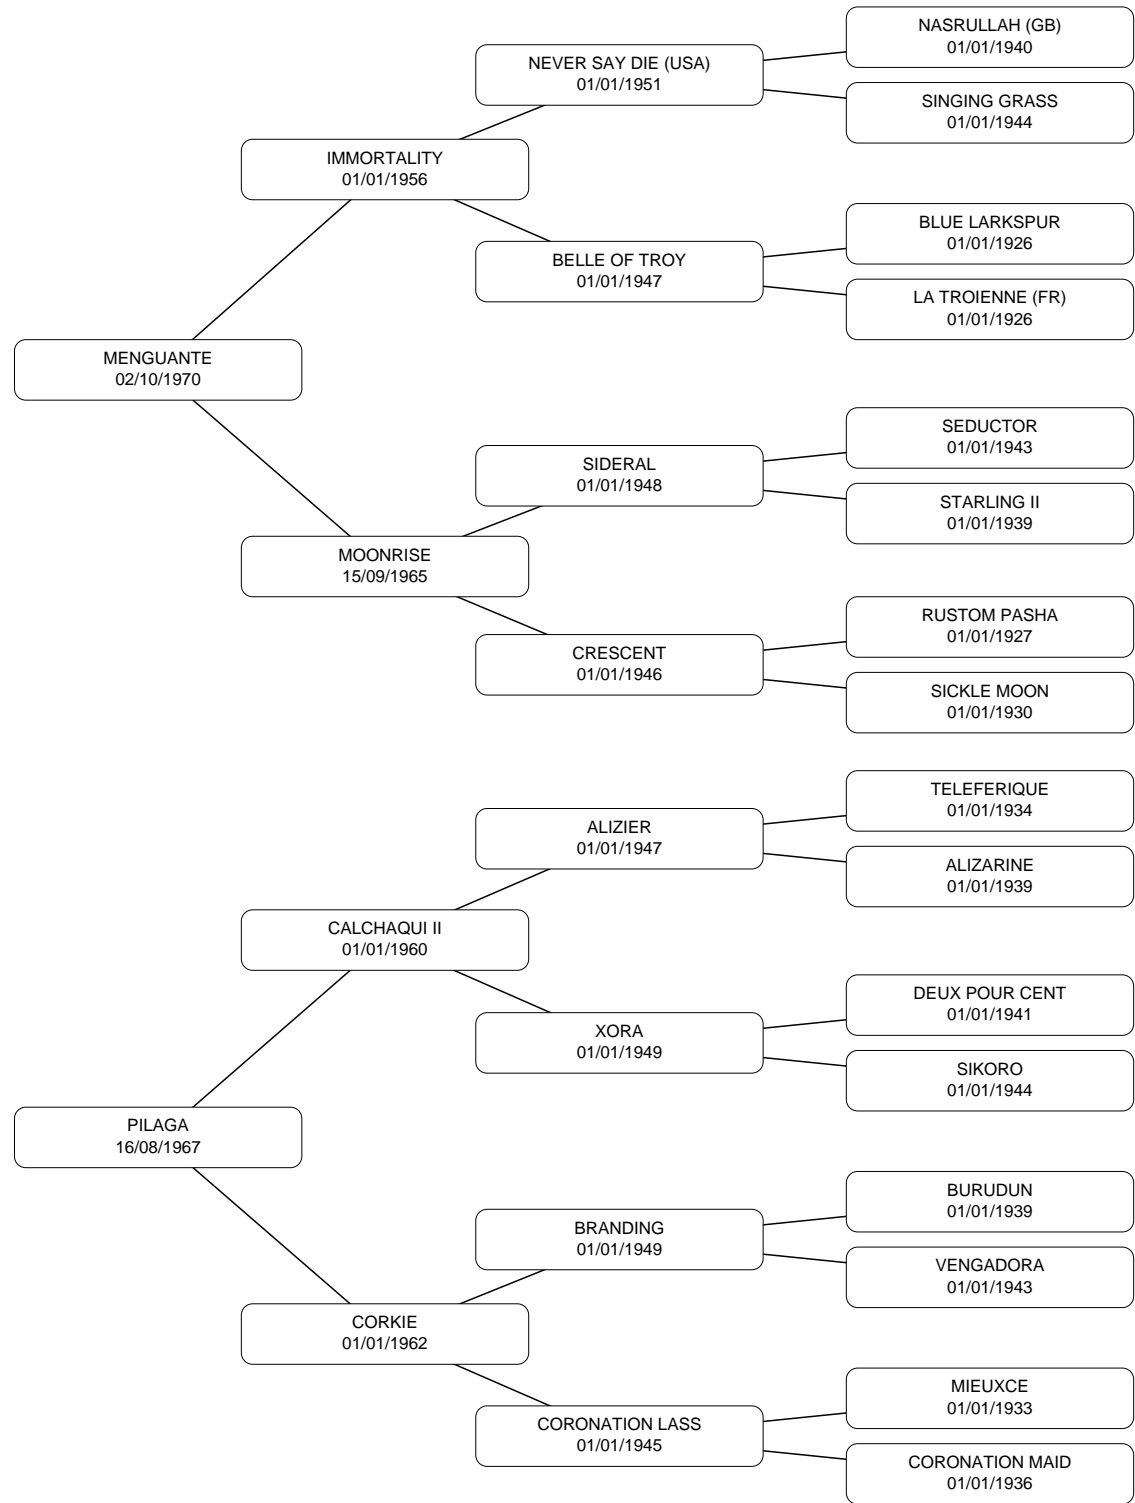 NASRULLAH (GB)
01/01/1940
NEVER SAY DIE (USA)
01/01/1951
SINGING GRASS
01/01/1944
IMMORTALITY
01/01/1956
BLUE LARKSPUR
01/01/1926
BELLE OF TROY
01/01/1947
LA TROIENNE (FR)
01/01/1926
MENGUANTE
02/10/1970
SEDUCTOR
01/01/1943
SIDERAL
01/01/1948
STARLING II
01/01/1939
MOONRISE
15/09/1965
RUSTOM PASHA
01/01/1927
CRESCENT
01/01/1946
SICKLE MOON
01/01/1930
TELEFERIQUE
01/01/1934
ALIZIER
01/01/1947
ALIZARINE
01/01/1939
CALCHAQUI II
01/01/1960
DEUX POUR CENT
01/01/1941
XORA
01/01/1949
SIKORO
01/01/1944
PILAGA
16/08/1967
BURUDUN
01/01/1939
BRANDING
01/01/1949
VENGADORA
01/01/1943
CORKIE
01/01/1962
MIEUXCE
01/01/1933
CORONATION LASS
01/01/1945
CORONATION MAID
01/01/1936